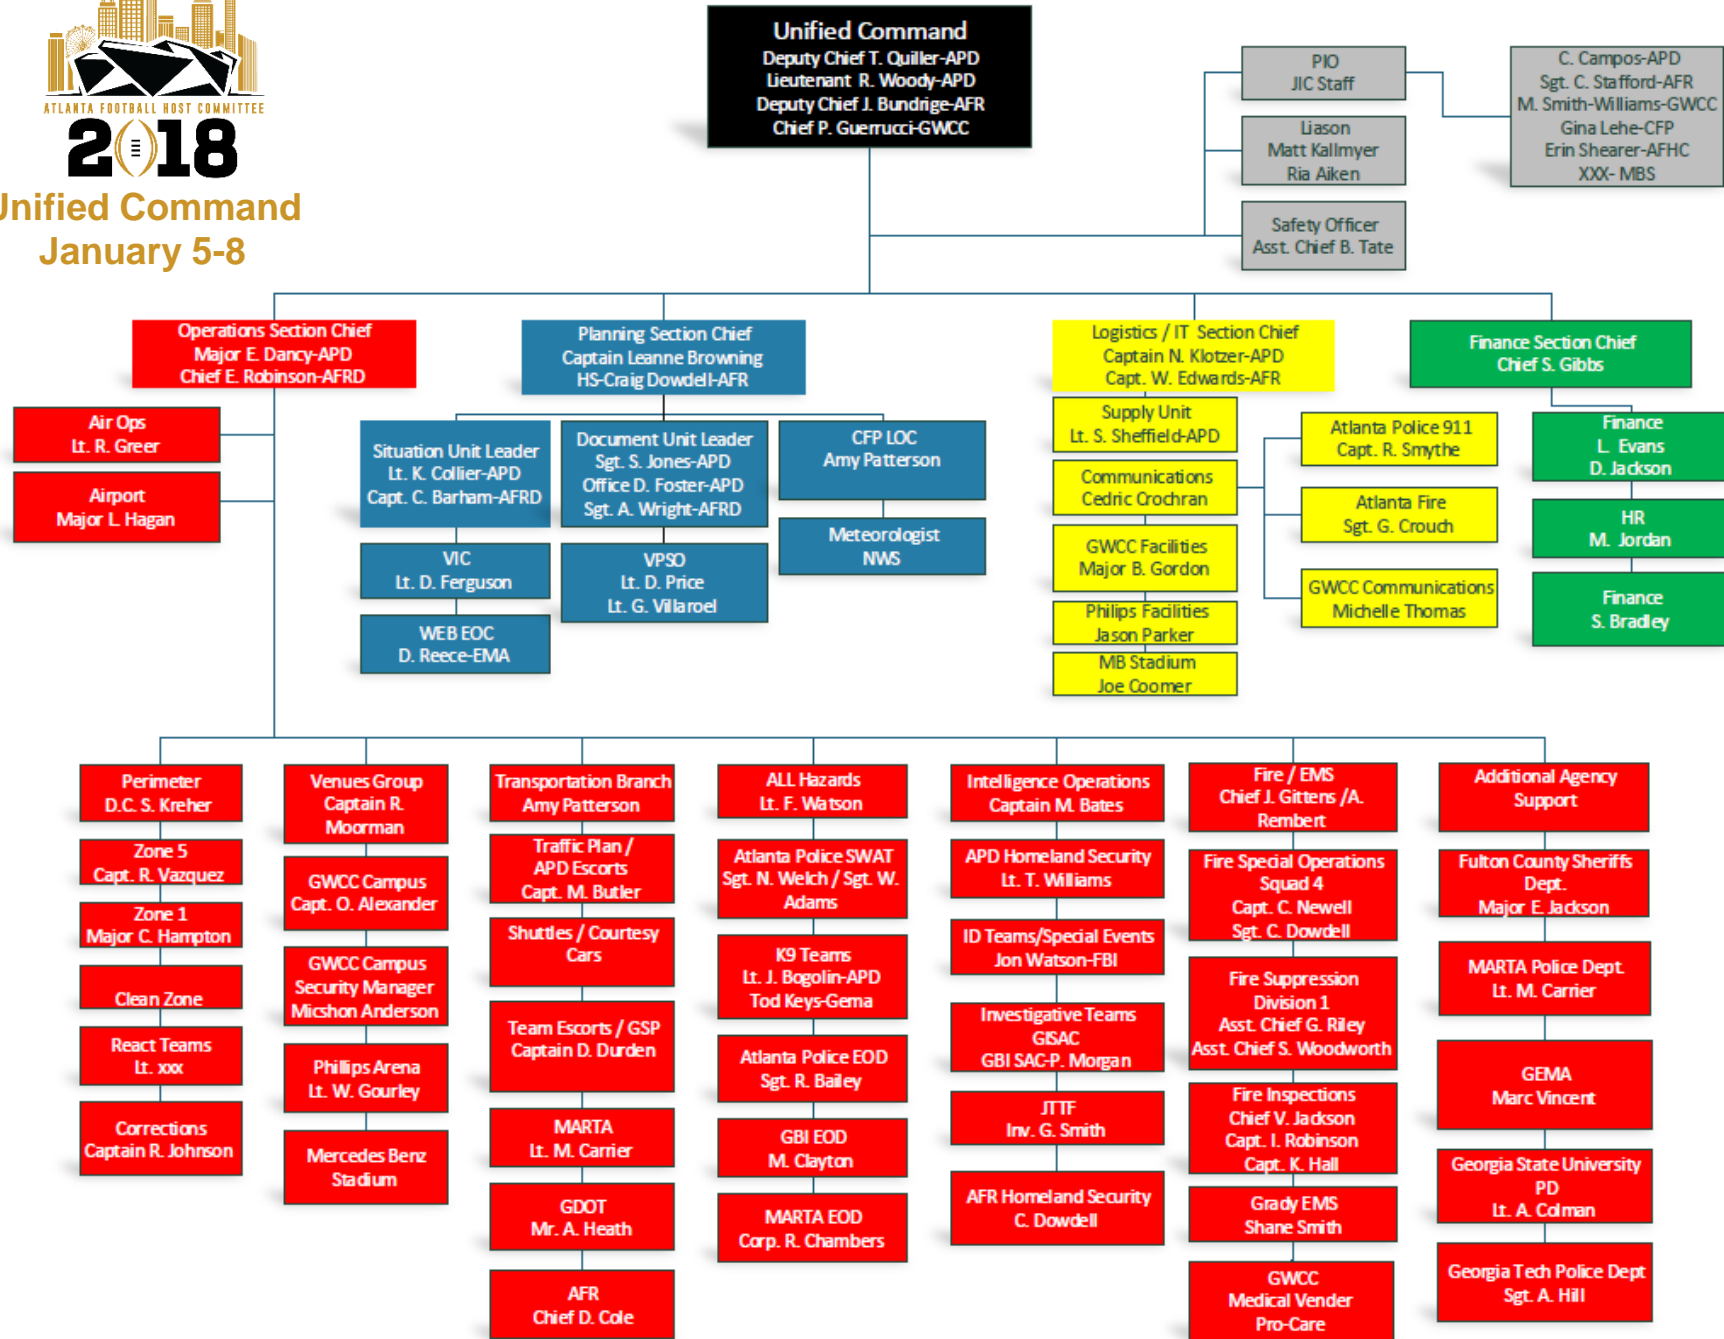 ATLANTA FOOTBALL HOST COMMITTEE
2018
Unified Command
January 5-8
Unified Command
Deputy Chief T. Quiller-APD
Lieutenant R. Woody-APD
Deputy Chief J. Bundrige-AFR
Chief P. Guerrucci-GWCC
PIO
JIC Staff
C. Campos-APD
Sgt. C. Stafford-AFR
M. Smith-Williams-GWCC
Gina Lehe-CFP
Erin Shearer-AFHC
XXX- MBS
Liason
Matt Kallmyer
Ria Aiken
Safety Officer
Asst. Chief B. Tate
Operations Section Chief
Major E. Dancy-APD
Chief E. Robinson-AFRD
Air Ops
Lt. R. Greer
Airport
Major L. Hagan
Planning Section Chief
Captain Leanne Browning
HS-Craig Dowdell-AFR
Situation Unit Leader
Lt. K. Collier-APD
Capt. C. Barham-AFRD
VIC
Lt. D. Ferguson
WEB EOC
D. Reece-EMA
Document Unit Leader
Sgt. S. Jones-APD
Office D. Foster-APD
Sgt. A. Wright-AFRD
VPSO
Lt. D. Price
Lt. G. Villaroel
CFP LOC
Amy Patterson
Meteorologist
NWS
Logistics / IT Section Chief
Captain N. Klotzer-APD
Capt. W. Edwards-AFR
Supply Unit
Lt. S. Sheffield-APD
Communications
Cedric Crochran
GWCC Facilities
Major B. Gordon
Philips Facilities
Jason Parker
MB Stadium
Joe Coomer
Atlanta Police 911
Capt. R. Smythe
Atlanta Fire
Sgt. G. Crouch
GWCC Communications
Michelle Thomas
Finance Section Chief
Chief S. Gibbs
Finance
L. Evans
D. Jackson
HR
M. Jordan
Finance
S. Bradley
Perimeter
D.C. S. Kreher
Zone 5
Capt. R. Vazquez
Zone 1
Major C. Hampton
Clean Zone
React Teams
Lt. xxx
Corrections
Captain R. Johnson
Venues Group
Captain R.
Moorman
GWCC Campus
Capt. O. Alexander
GWCC Campus
Security Manager
Micshon Anderson
Phillips Arena
Lt. W. Gourley
Mercedes Benz
Stadium
Transportation Branch
Amy Patterson
Traffic Plan /
APD Escorts
Capt. M. Butler
Shuttles / Courtesy
Cars
Team Escorts / GSP
Captain D. Durden
MARTA
Lt. M. Carrier
GDOT
Mr. A. Heath
AFR
Chief D. Cole
ALL Hazards
Lt. F. Watson
Atlanta Police SWAT
Sgt. N. Welch / Sgt. W.
Adams
K9 Teams
Lt. J. Bogolin-APD
Tod Keys-Gema
Atlanta Police EOD
Sgt. R. Bailey
GBI EOD
M. Clayton
MARTA EOD
Corp. R. Chambers
Intelligence Operations
Captain M. Bates
APD Homeland Security
Lt. T. Williams
ID Teams/Special Events
Jon Watson-FBI
Investigative Teams
GISAC
GBI SAC-P. Morgan
JTTF
Inv. G. Smith
AFR Homeland Security
C. Dowdell
Fire / EMS
Chief J. Gittens /A.
Rembert
Fire Special Operations
Squad 4
Capt. C. Newell
Sgt. C. Dowdell
Fire Suppression
Division 1
Asst. Chief G. Riley
Asst. Chief S. Woodworth
Fire Inspections
Chief V. Jackson
Capt. I. Robinson
Capt. K. Hall
Grady EMS
Shane Smith
GWCC
Medical Vender
Pro-Care
Additional Agency
Support
Fulton County Sheriffs
Dept.
Major E. Jackson
MARTA Police Dept.
Lt. M. Carrier
GEMA
Marc Vincent
Georgia State University
PD
Lt. A. Colman
Georgia Tech Police Dept
Sgt. A. Hill